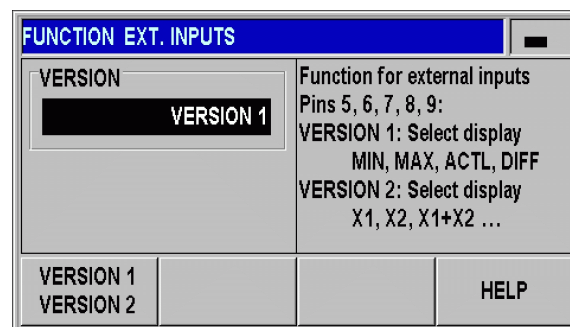 FUNCTION EXT. INPUTS
VERSION
VERSION 1
Function for external inputs
Pins 5, 6, 7, 8, 9:
VERSION 1: Select display
MIN, MAX, ACTL, DIFF
VERSION 2: Select display
X1, X2, X1+X2 ...
VERSION 1
VERSION 2
HELP